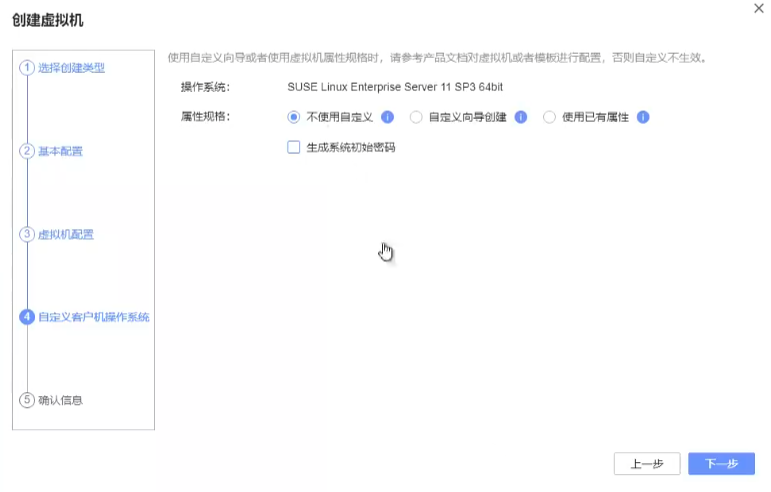 创建虚拟机
使用自定义向导或者使用虚拟机属性规格时，请参考产品文档对虚拟机或者模板进行配置，否则自定义不生效。
1 选择创建类型
操作系统： SUSE Linux Enterprise Server 11 SP3 64bit
属性规格： 不使用自定义 i 自定义向导创建 i 使用已有属性 i
2 基本配置
生成系统初始密码
3 虚拟机配置
4 自定义客户机操作系统
5 确认信息
上一步 下一步